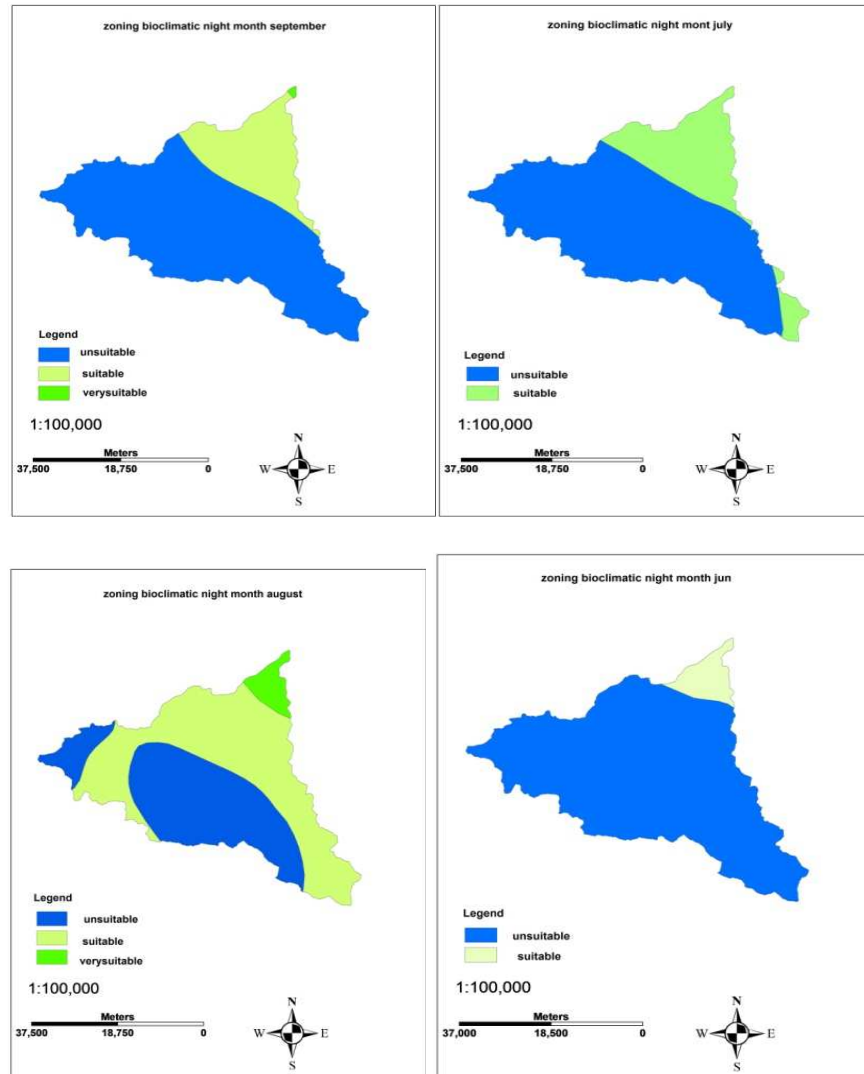 zoning bioclimatic night month september
Legend
unsuitable
suitable
verysuitable
1:100,000
Meters
37,500 18,750 0
N
W E
S
zoning bioclimatic night mont july
Legend
unsuitable
suitable
1:100,000
Meters
37,500 18,750 0
N
W E
S
zoning bioclimatic night month august
Legend
unsuitable
suitable
verysuitable
1:100,000
Meters
37,500 18,750 0
N
W E
S
zoning bioclimatic night month jun
Legend
unsuitable
suitable
1:100,000
Meters
37,000 18,500 0
N
W E
S